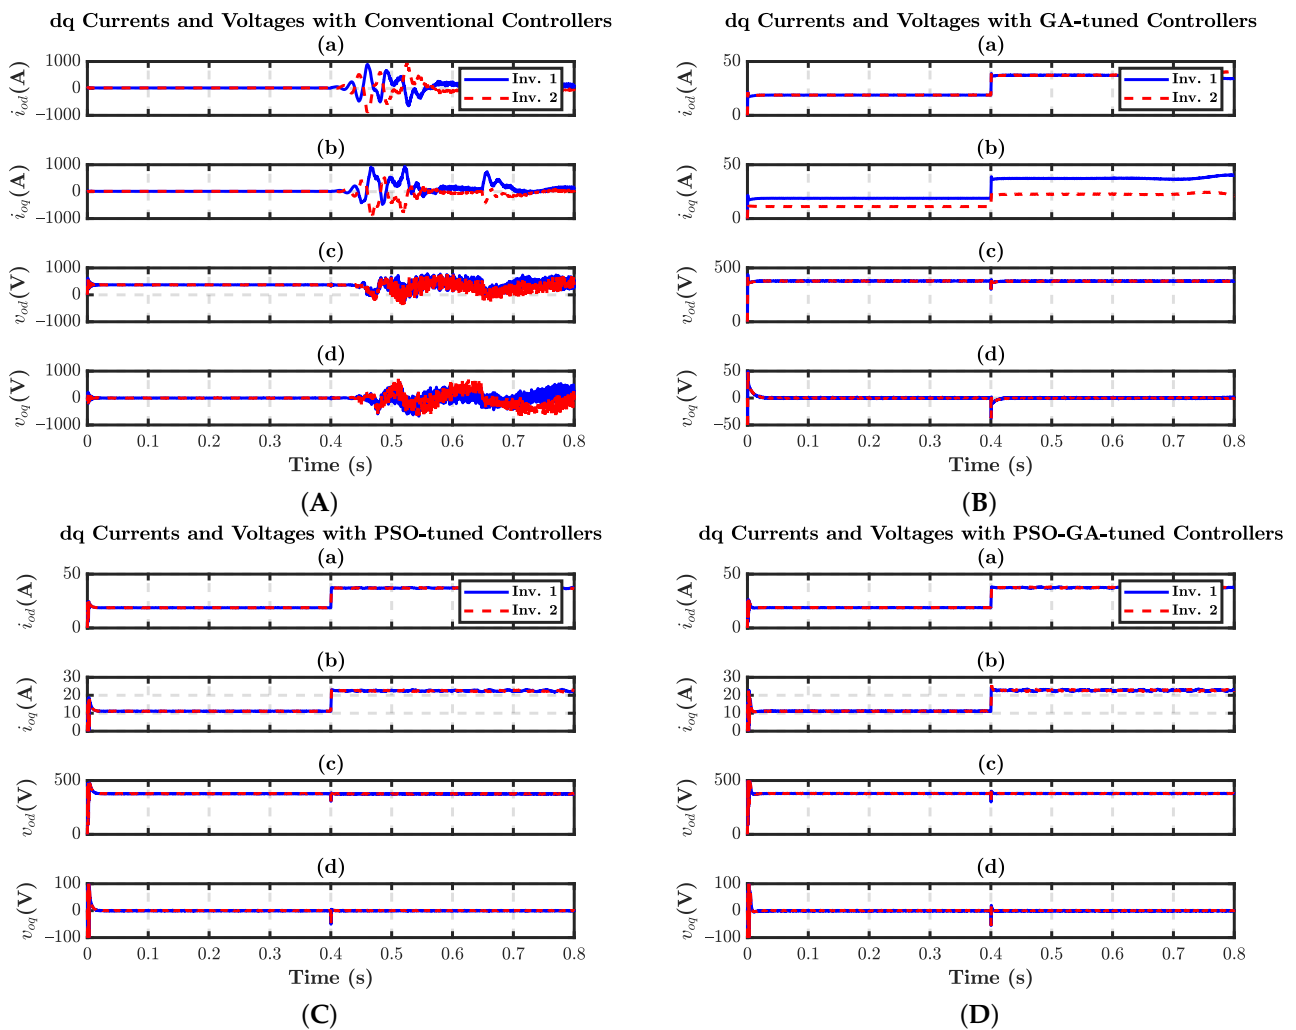 dq Currents and Voltages with Conventional Controllers
(a)
1000
0
−1000
i_od(A)
Inv. 1
Inv. 2
(b)
1000
0
−1000
i_oq(A)
(c)
1000
0
−1000
v_od(V)
(d)
1000
0
−1000
v_oq(V)
0 0.1 0.2 0.3 0.4 0.5 0.6 0.7 0.8
Time (s)
(A)
dq Currents and Voltages with GA-tuned Controllers
(a)
50
0
i_od(A)
Inv. 1
Inv. 2
(b)
50
0
i_oq(A)
(c)
500
0
v_od(V)
(d)
50
0
−50
v_oq(V)
0 0.1 0.2 0.3 0.4 0.5 0.6 0.7 0.8
Time (s)
(B)
dq Currents and Voltages with PSO-tuned Controllers
(a)
50
0
i_od(A)
Inv. 1
Inv. 2
(b)
30
20
10
0
i_oq(A)
(c)
500
0
v_od(V)
(d)
100
0
−100
v_oq(V)
0 0.1 0.2 0.3 0.4 0.5 0.6 0.7 0.8
Time (s)
(C)
dq Currents and Voltages with PSO-GA-tuned Controllers
(a)
50
0
i_od(A)
Inv. 1
Inv. 2
(b)
30
20
10
0
i_oq(A)
(c)
500
0
v_od(V)
(d)
100
0
−100
v_oq(V)
0 0.1 0.2 0.3 0.4 0.5 0.6 0.7 0.8
Time (s)
(D)